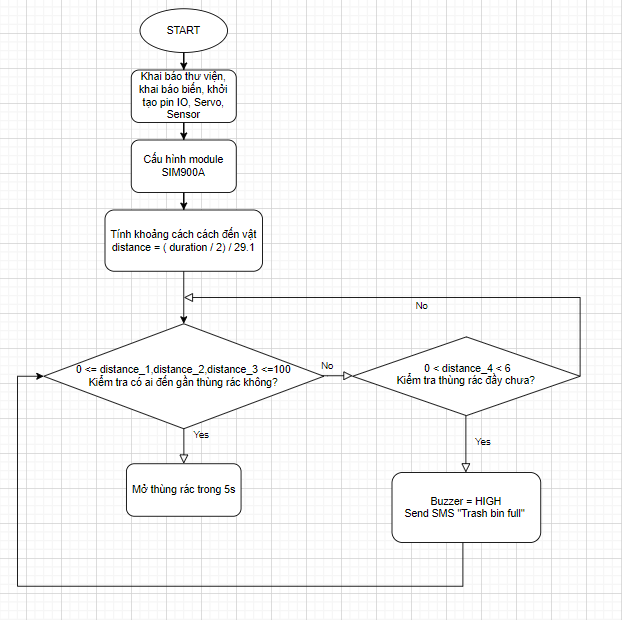 START
Khai báo thư viện,
khai báo biến, khởi
tạo pin IO, Servo,
Sensor
Cấu hình module
SIM900A
Tính khoảng cách cách đến vật
distance = ( duration / 2) / 29.1
No
0 <= distance_1,distance_2,distance_3 <=100
Kiểm tra có ai đến gần thùng rác không?
No
0 < distance_4 < 6
Kiểm tra thùng rác đầy chưa?
Yes
Yes
Mở thùng rác trong 5s
Buzzer = HIGH
Send SMS "Trash bin full"